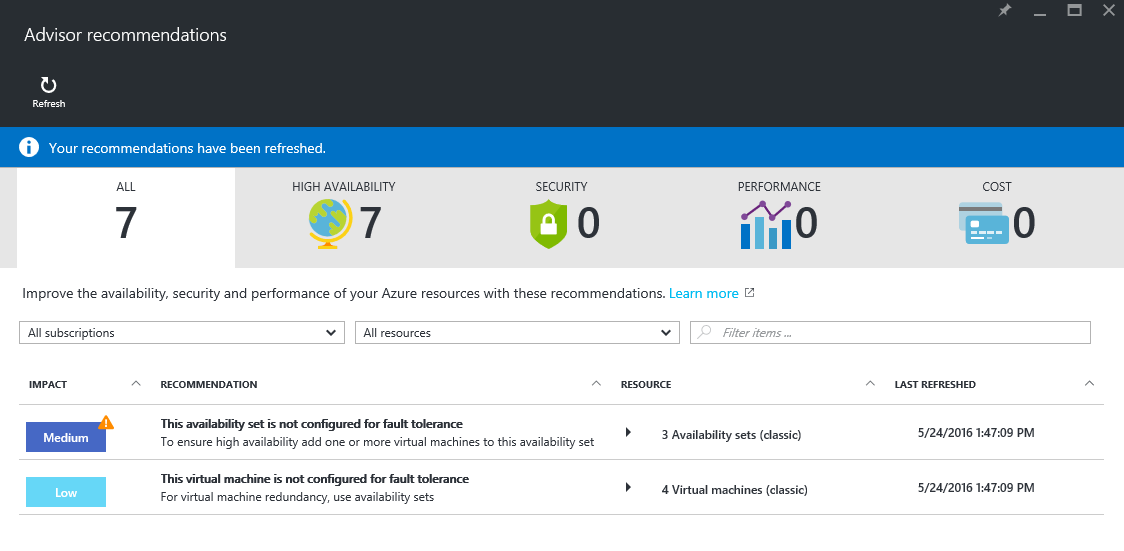 Advisor recommendations
Refresh
Your recommendations have been refreshed.
ALL
7
HIGH AVAILABILITY
7
SECURITY
0
PERFORMANCE
0
COST
0
Improve the availability, security and performance of your Azure resources with these recommendations. Learn more
All subscriptions
All resources
Filter items ...
IMPACT RECOMMENDATION RESOURCE LAST REFRESHED
Medium
This availability set is not configured for fault tolerance
To ensure high availability add one or more virtual machines to this availability set
3 Availability sets (classic)
5/24/2016 1:47:09 PM
Low
This virtual machine is not configured for fault tolerance
For virtual machine redundancy, use availability sets
4 Virtual machines (classic)
5/24/2016 1:47:09 PM